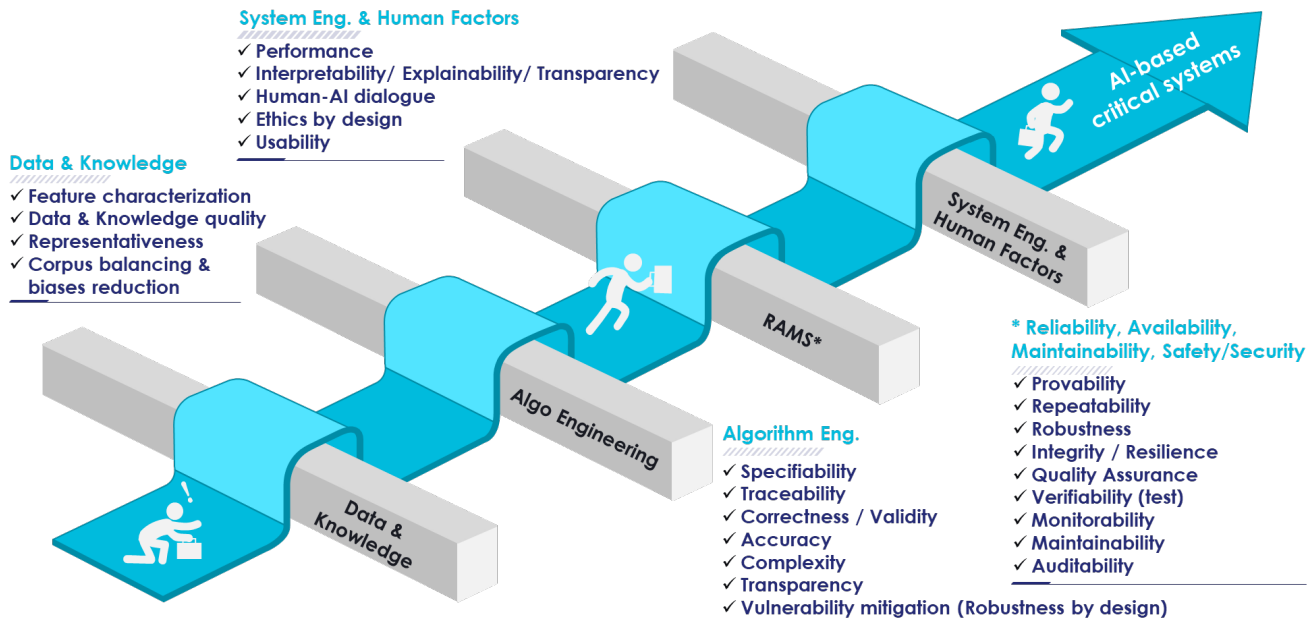 System Eng. & Human Factors
✓ Performance
✓ Interpretability/ Explainability/ Transparency
✓ Human-AI dialogue
✓ Ethics by design
✓ Usability
Data & Knowledge
✓ Feature characterization
✓ Data & Knowledge quality
✓ Representativeness
✓ Corpus balancing &
biases reduction
AI-based
critical systems
System Eng. &
Human Factors
RAMS*
Algo Engineering
Data &
Knowledge
!
Algorithm Eng.
✓ Specifiability
✓ Traceability
✓ Correctness / Validity
✓ Accuracy
✓ Complexity
✓ Transparency
✓ Vulnerability mitigation (Robustness by design)
* Reliability, Availability,
Maintainability, Safety/Security
✓ Provability
✓ Repeatability
✓ Robustness
✓ Integrity / Resilience
✓ Quality Assurance
✓ Verifiability (test)
✓ Monitorability
✓ Maintainability
✓ Auditability